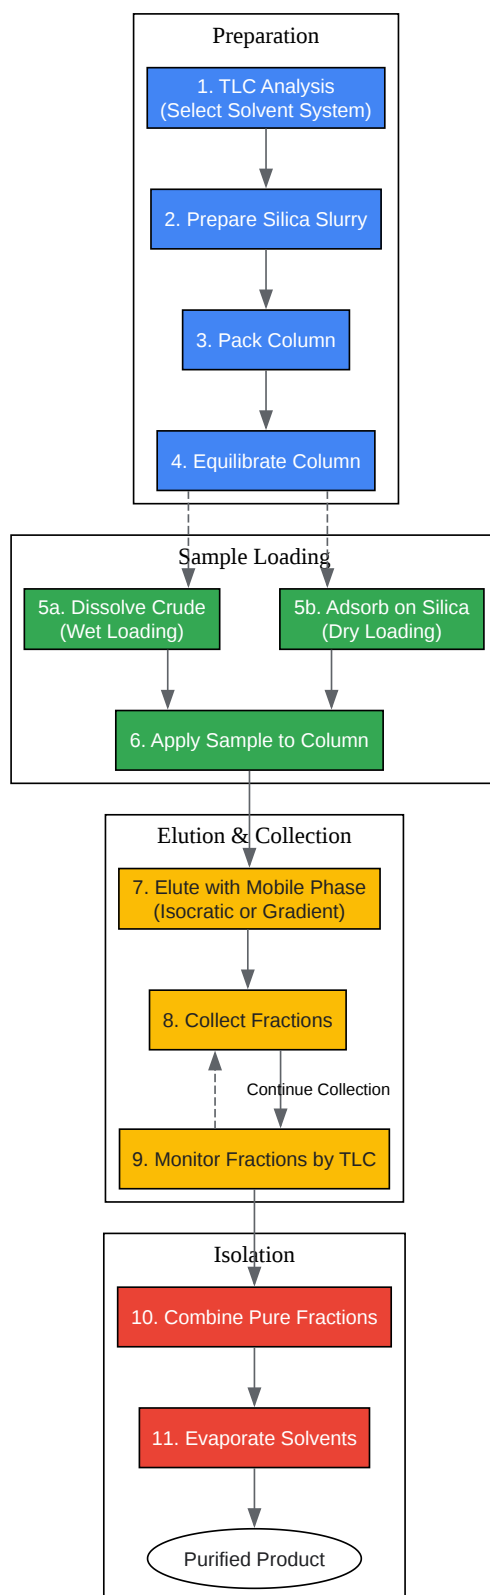 Preparation
1. TLC Analysis
(Select Solvent System)
2. Prepare Silica Slurry
3. Pack Column
4. Equilibrate Column
Sample Loading
5a. Dissolve Crude
(Wet Loading)
5b. Adsorb on Silica
(Dry Loading)
6. Apply Sample to Column
Elution & Collection
7. Elute with Mobile Phase
(Isocratic or Gradient)
8. Collect Fractions
Continue Collection
9. Monitor Fractions by TLC
Isolation
10. Combine Pure Fractions
11. Evaporate Solvents
Purified Product